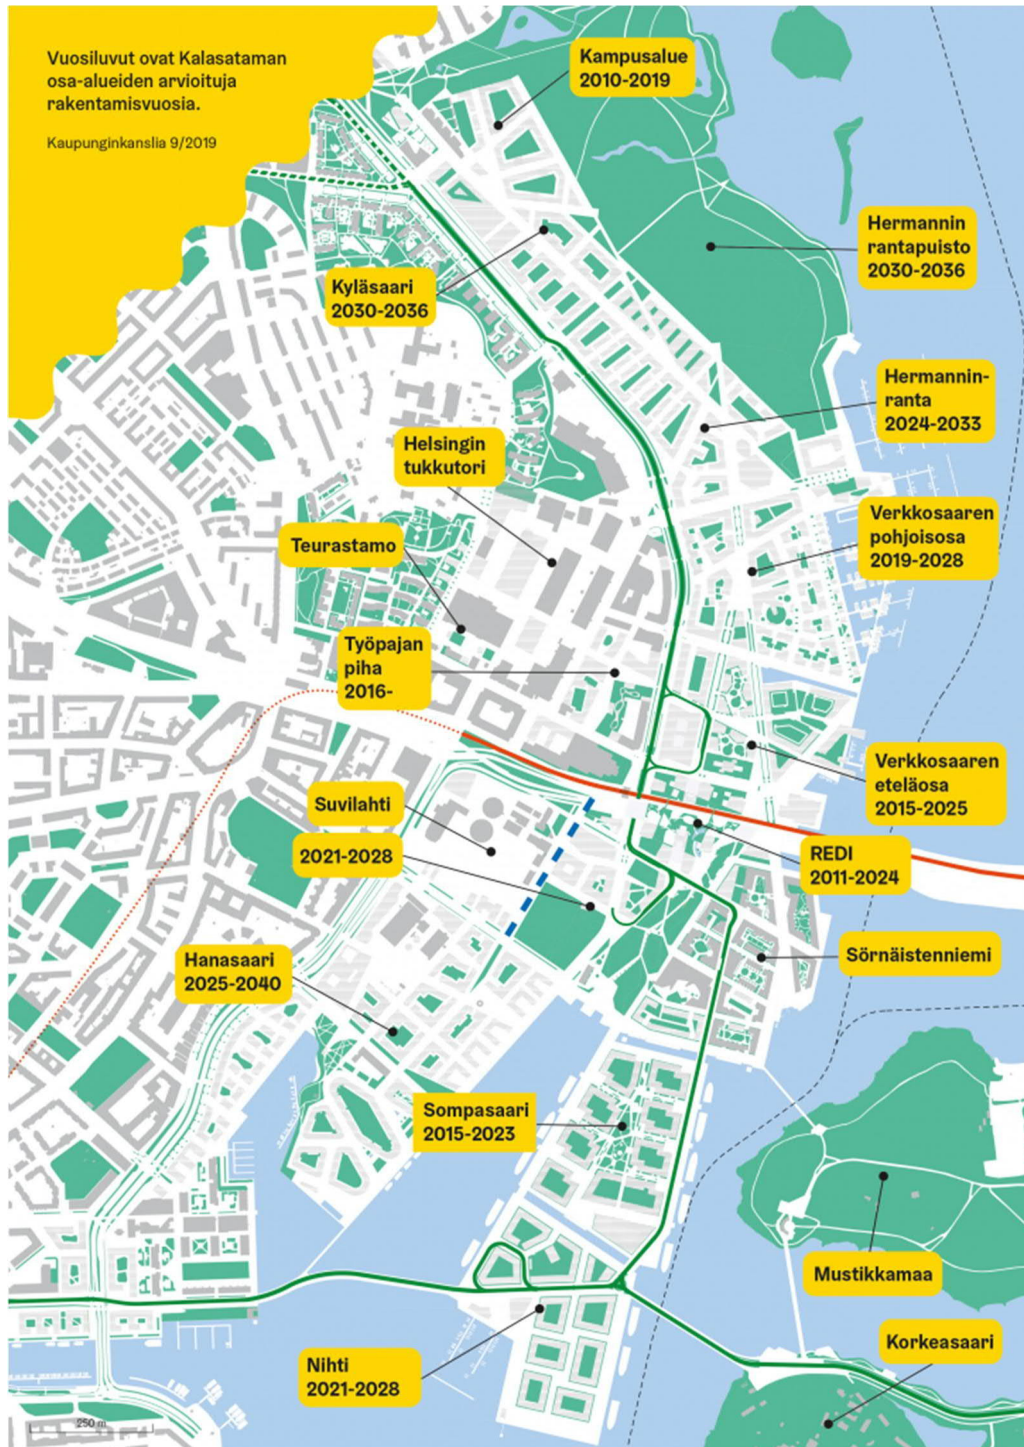 Vuosiluvut ovat Kalasataman
osa-alueiden arvioituja
rakentamisvuosia.
Kaupunginkanslia 9/2019
Kampusalue
2010-2019
Hermannin
rantapuisto
2030-2036
Kyläsaari
2030-2036
Hermannin-
ranta
2024-2033
Helsingin
tukkutori
Verkkosaaren
pohjoisosa
2019-2028
Teurastamo
Työpajan
piha
2016-
Verkkosaaren
eteläosa
2015-2025
Suvilahti
2021-2028
REDI
2011-2024
Hanasaari
2025-2040
Sörnäistenniemi
Sompasaari
2015-2023
Mustikkamaa
Korkeasaari
Nihti
2021-2028
250 m